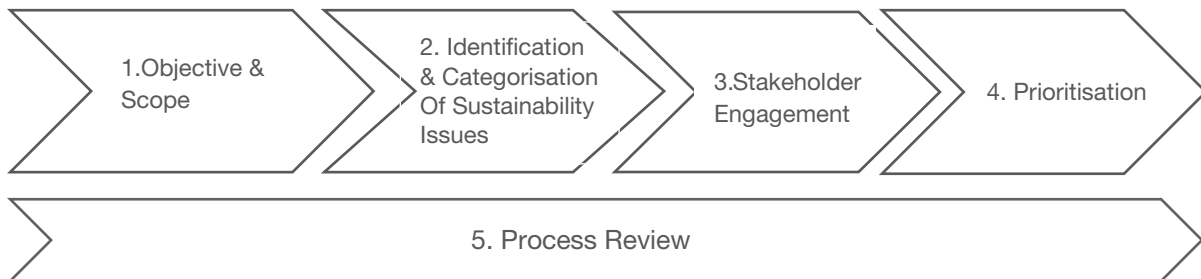 1.Objective &
Scope
2. Identification
& Categorisation
Of Sustainability
Issues
3.Stakeholder
Engagement
4. Prioritisation
5. Process Review